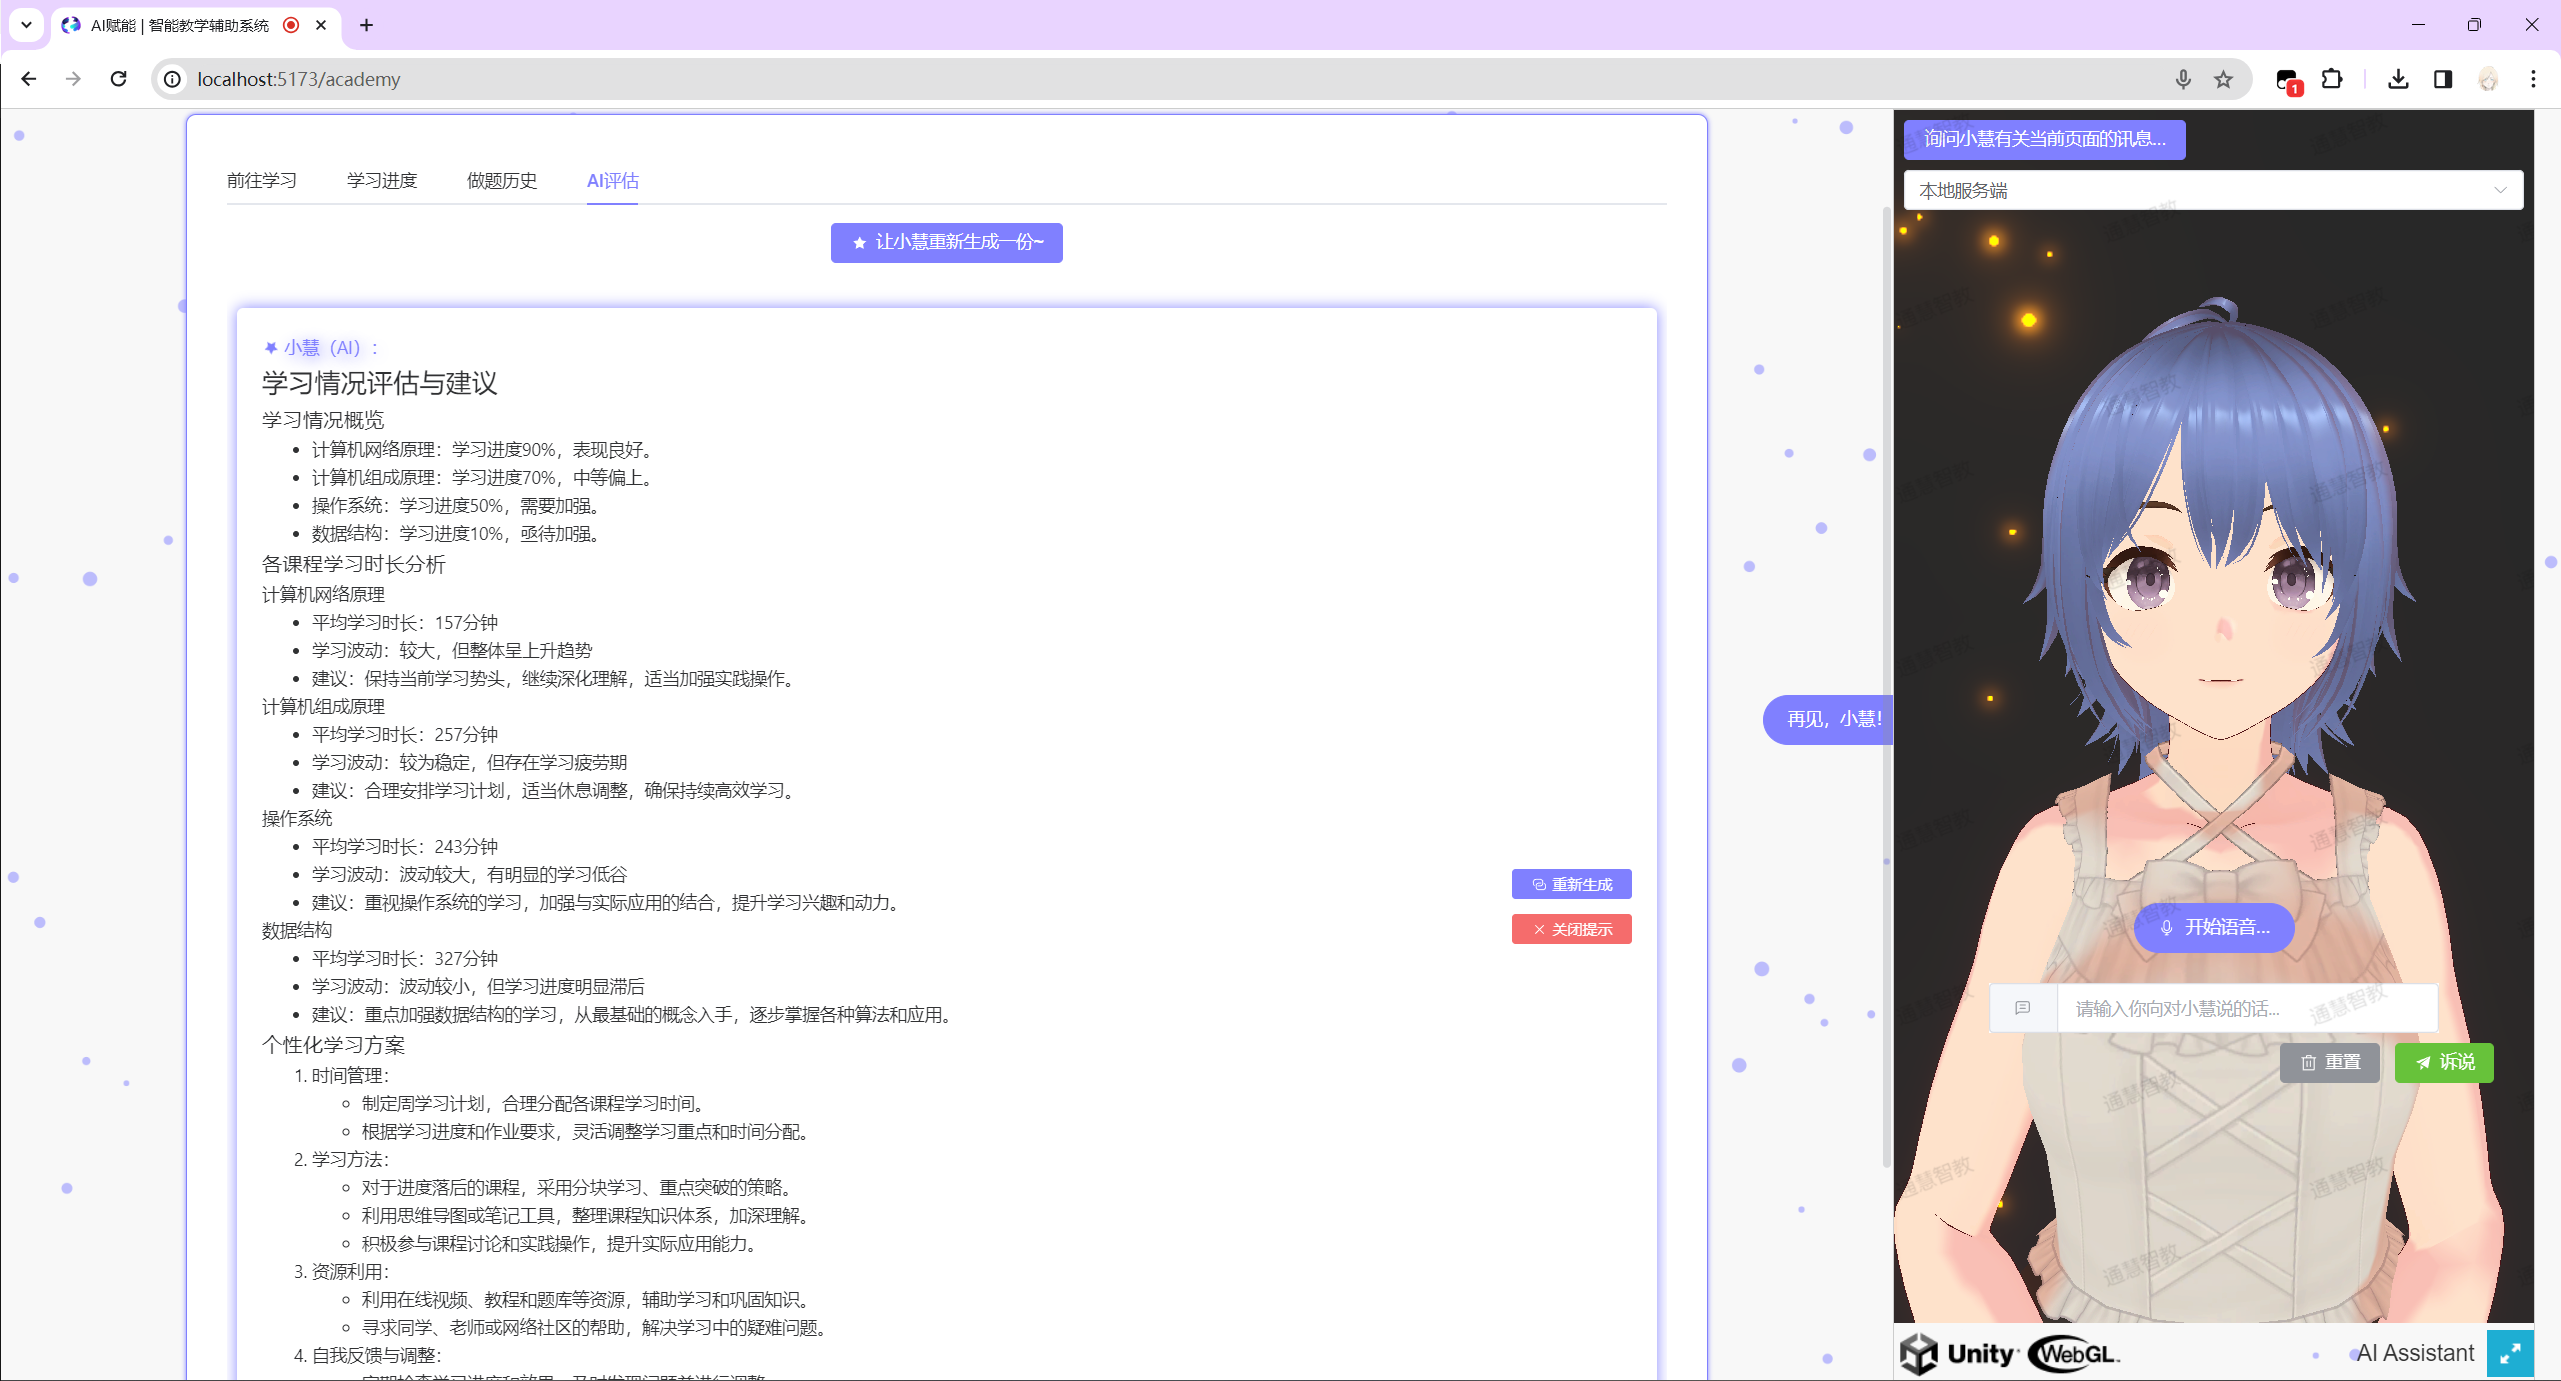 AI赋能 | 智能教学辅助系统
localhost:5173/academy
1
前往学习
学习进度
做题历史
AI评估
让小慧重新生成一份~
小慧（AI）：
学习情况评估与建议
学习情况概览
计算机网络原理：学习进度90%，表现良好。
计算机组成原理：学习进度70%，中等偏上。
操作系统：学习进度50%，需要加强。
数据结构：学习进度10%，亟待加强。
各课程学习时长分析
计算机网络原理
平均学习时长：157分钟
学习波动：较大，但整体呈上升趋势
建议：保持当前学习势头，继续深化理解，适当加强实践操作。
计算机组成原理
平均学习时长：257分钟
学习波动：较为稳定，但存在学习疲劳期
建议：合理安排学习计划，适当休息调整，确保持续高效学习。
操作系统
平均学习时长：243分钟
学习波动：波动较大，有明显的学习低谷
建议：重视操作系统的学习，加强与实际应用的结合，提升学习兴趣和动力。
数据结构
平均学习时长：327分钟
学习波动：波动较小，但学习进度明显滞后
建议：重点加强数据结构的学习，从最基础的概念入手，逐步掌握各种算法和应用。
个性化学习方案
1. 时间管理：
制定周学习计划，合理分配各课程学习时间。
根据学习进度和作业要求，灵活调整学习重点和时间分配。
2. 学习方法：
对于进度落后的课程，采用分块学习、重点突破的策略。
利用思维导图或笔记工具，整理课程知识体系，加深理解。
积极参与课程讨论和实践操作，提升实际应用能力。
3. 资源利用：
利用在线视频、教程和题库等资源，辅助学习和巩固知识。
寻求同学、老师或网络社区的帮助，解决学习中的疑难问题。
4. 自我反馈与调整：
重新生成
关闭提示
再见，小慧！
询问小慧有关当前页面的讯息...
本地服务端
开始语音...
请输入你向对小慧说的话...
重置
诉说
通慧智教
Unity
WebGL
AI Assistant